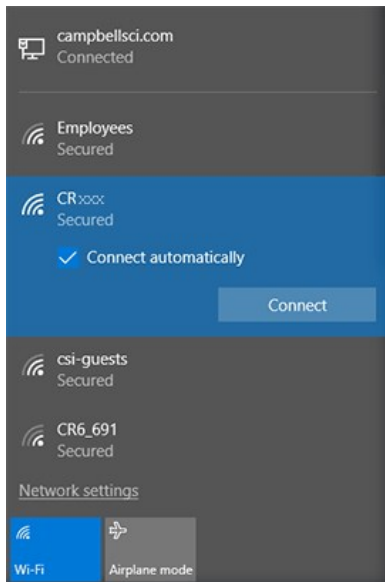 campbellsci.com
Connected
Employees
Secured
CRxxx
Secured
Connect automatically
Connect
csi-guests
Secured
CR6_691
Secured
Network settings
Wi-Fi
Airplane mode